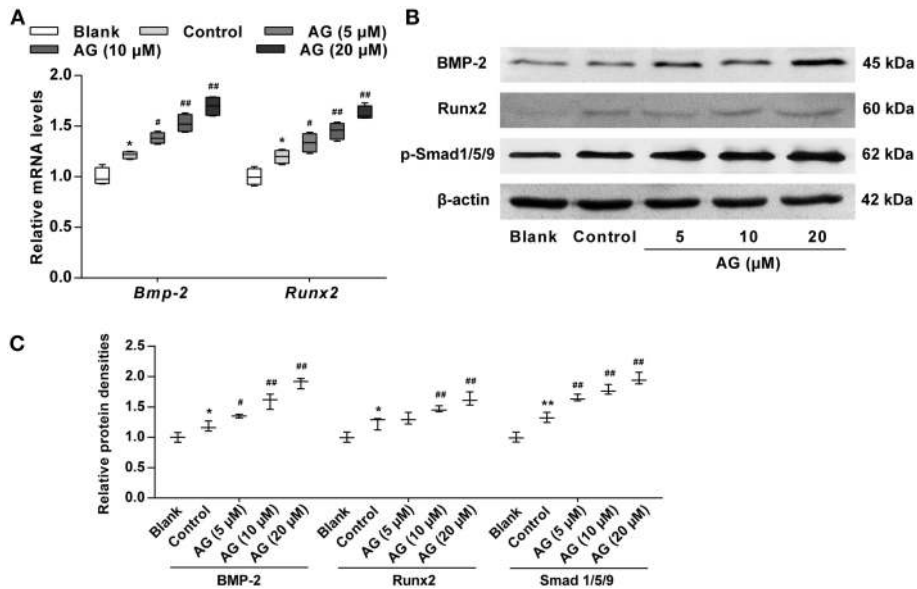 A
Blank Control AG (5 µM)
AG (10 µM) AG (20 µM)
Relative mRNA levels
2.0
1.5
1.0
0.5
0.0
* # ## ##
* # ## ##
Bmp-2 Runx2
B
BMP-2 45 kDa
Runx2 60 kDa
p-Smad1/5/9 62 kDa
β-actin 42 kDa
Blank Control 5 10 20
AG (µM)
C
Relative protein densities
2.5
2.0
1.5
1.0
0.5
0.0
* # ## ##
* ## ##
** ## ## ##
Blank Control AG (5 µM) AG (10 µM) AG (20 µM) Blank Control AG (5 µM) AG (10 µM) AG (20 µM) Blank Control AG (5 µM) AG (10 µM) AG (20 µM)
BMP-2 Runx2 Smad 1/5/9